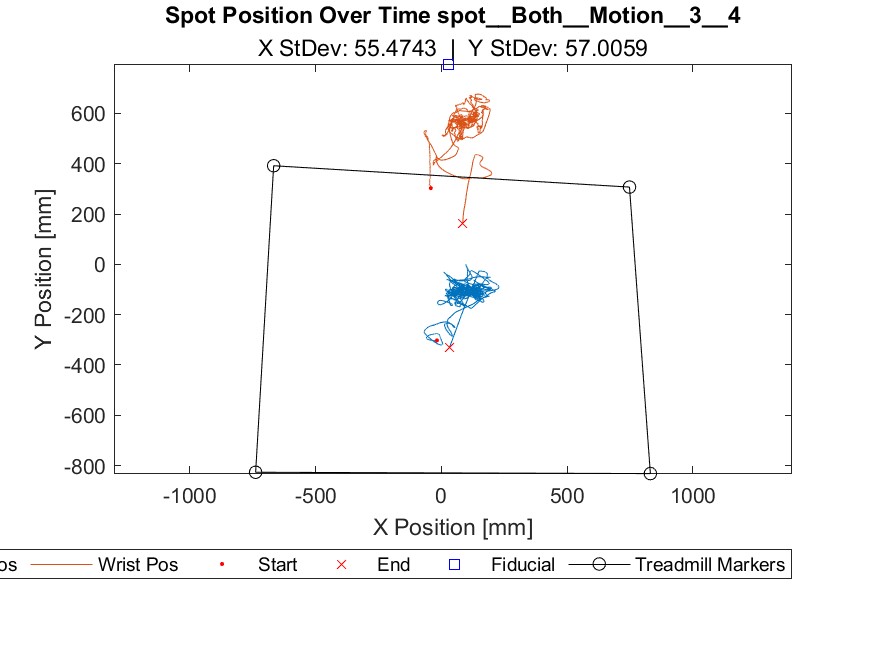 Spot Position Over Time spot__Both__Motion__3__4
X StDev: 55.4743 | Y StDev: 57.0059
Y Position [mm]
600
400
200
0
-200
-400
-600
-800
-1000
-500
0
500
1000
X Position [mm]
os Wrist Pos Start End Fiducial Treadmill Markers